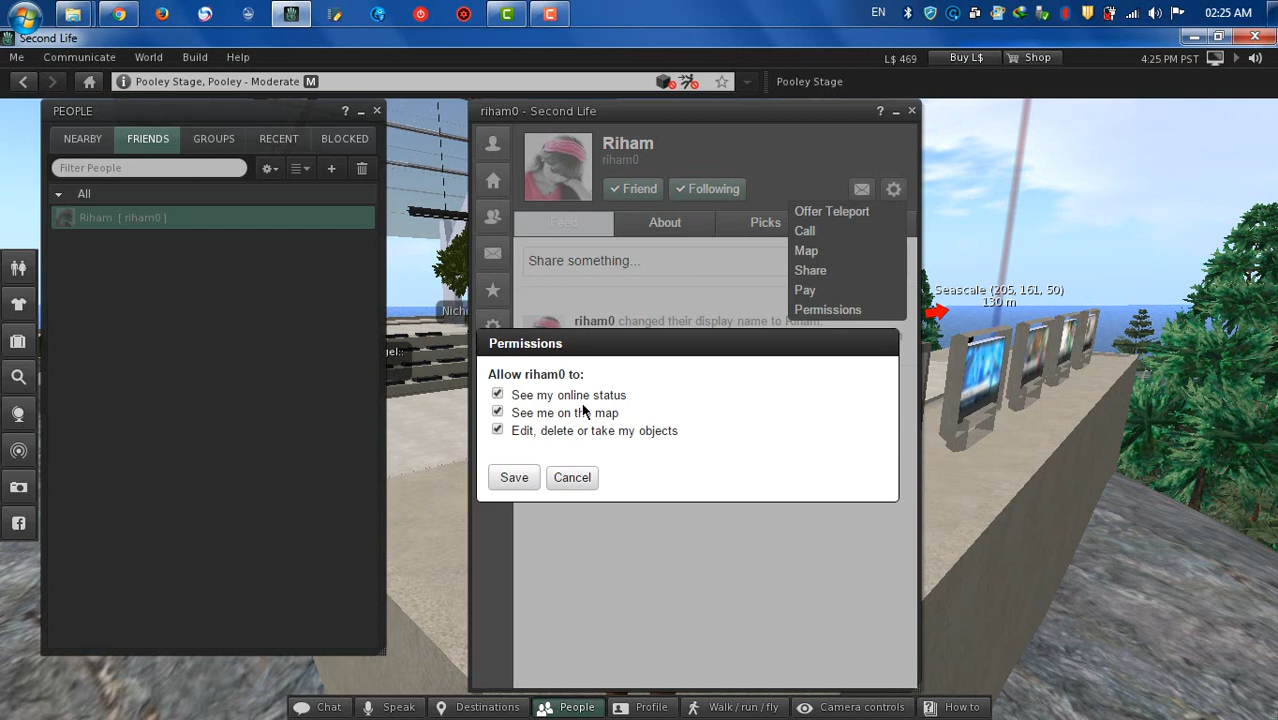 EN
02:25 AM
Second Life
Me Communicate World Build Help
L$ 469 Buy L$ Shop 4:25 PM PST
Pooley Stage, Pooley - Moderate M
Pooley Stage
PEOPLE ? _ ×
NEARBY FRIENDS GROUPS RECENT BLOCKED
Filter People
All
Riham [ riham0 ]
riham0 - Second Life ? _ ×
Riham
riham0
✓ Friend ✓ Following
Feed About Picks
Offer Teleport
Call
Map
Share
Pay
Permissions
Share something...
riham0 changed their display name to Riham.
Permissions
Allow riham0 to:
See my online status
See me on the map
Edit, delete or take my objects
Save Cancel
Seascale (205, 161, 50)
130 m
Chat Speak Destinations People Profile Walk / run / fly Camera controls How to